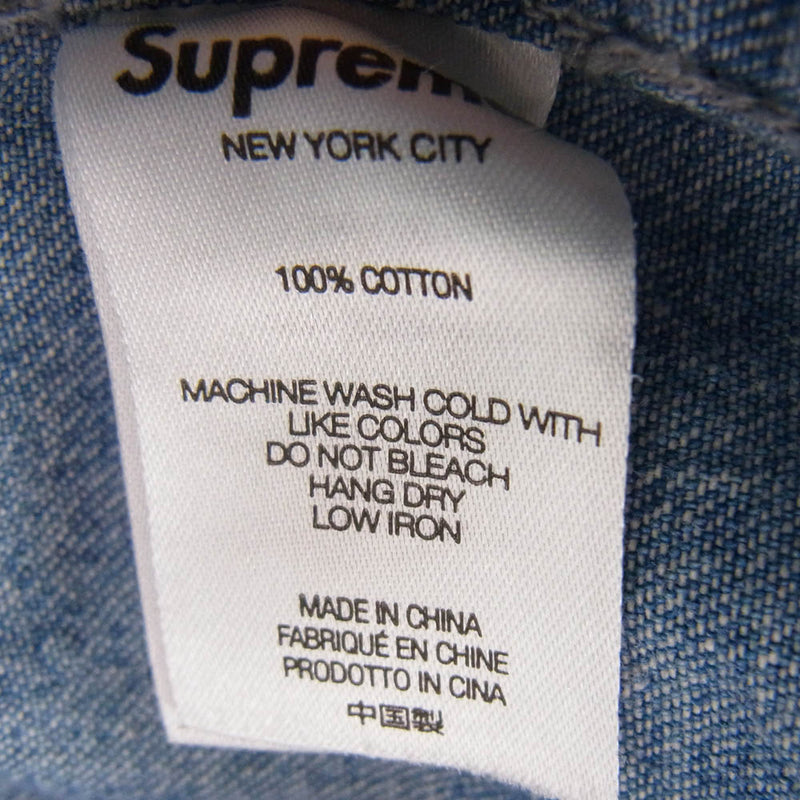 Suprem
NEW YORK CITY
100% COTTON
MACHINE WASH COLD WITH
LIKE COLORS
DO NOT BLEACH
HANG DRY
LOW IRON
MADE IN CHINA
FABRIQUÉ EN CHINE
PRODOTTO IN CINA
中国製